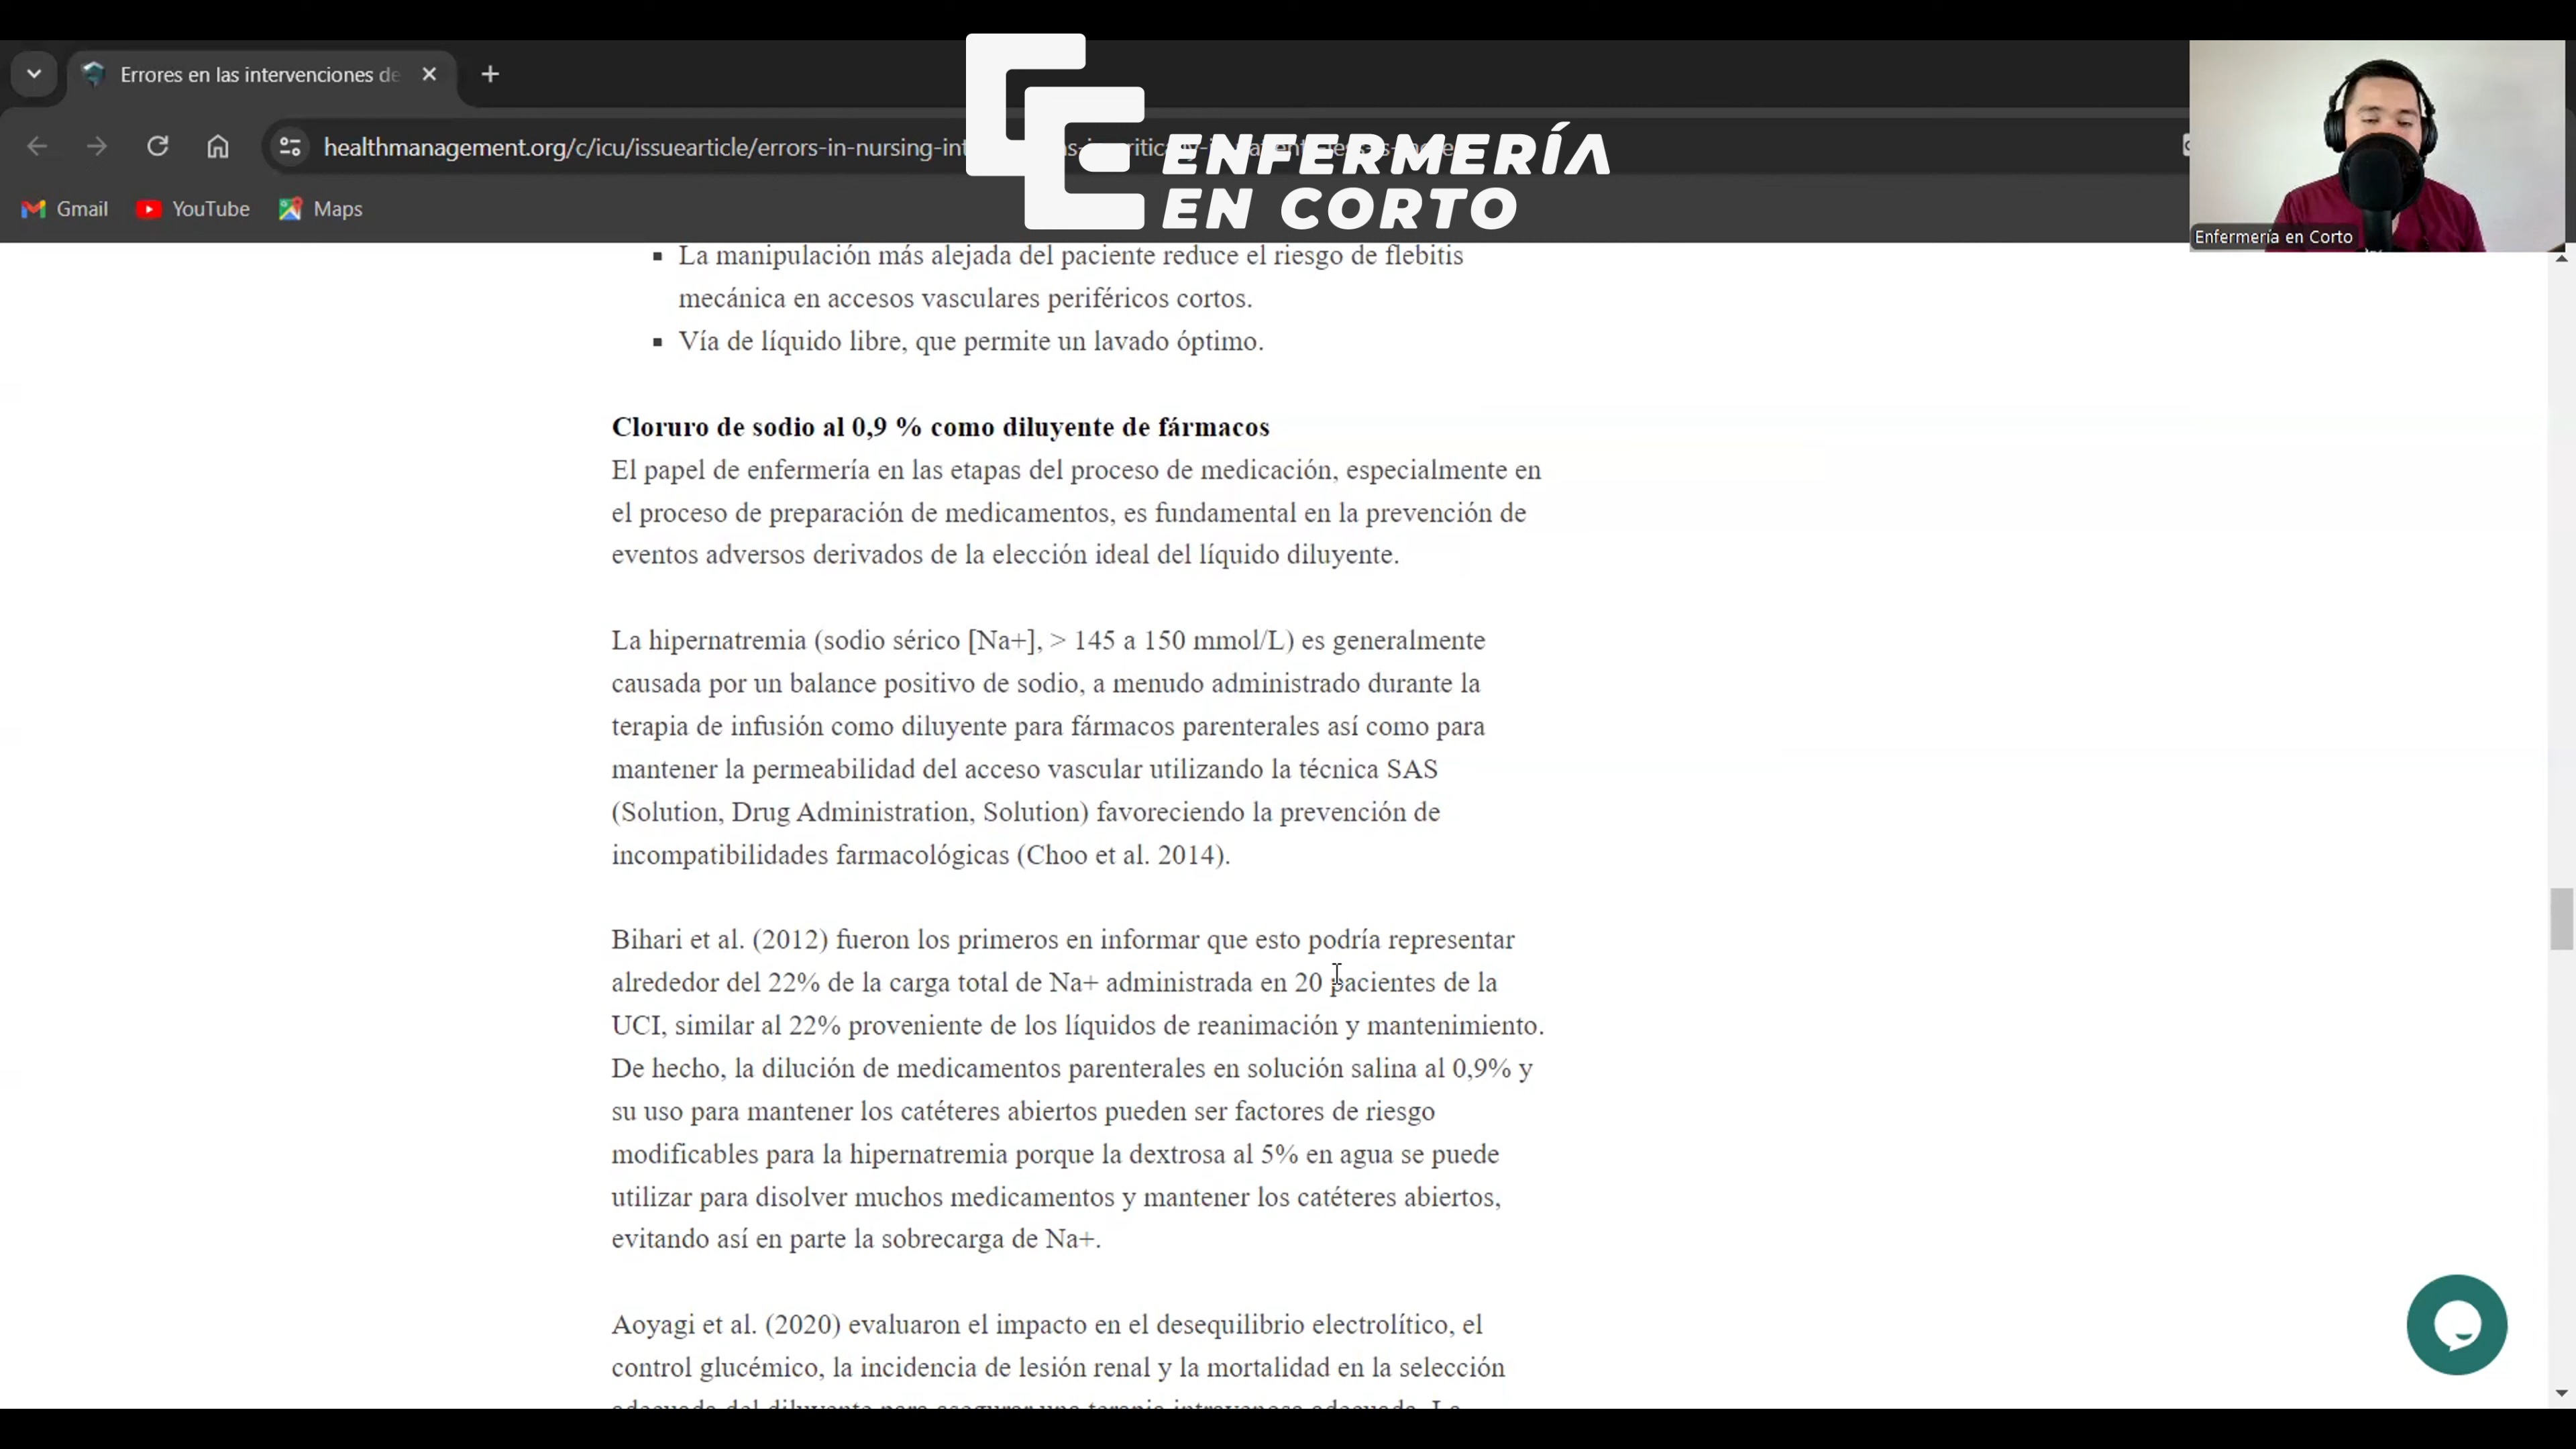 Errores en las intervenciones de
Gmail
YouTube
Maps
ENFERMERÍA
EN CORTO
Enfermería en Corto
healthmanagement.org/c/icu/issuearticle/errors-in-nursing-int
La manipulación más alejada del paciente reduce el riesgo de flebitis
mecánica en accesos vasculares periféricos cortos.
Vía de líquido libre, que permite un lavado óptimo.
Cloruro de sodio al 0,9 % como diluyente de fármacos
El papel de enfermería en las etapas del proceso de medicación, especialmente en
el proceso de preparación de medicamentos, es fundamental en la prevención de
eventos adversos derivados de la elección ideal del líquido diluyente.
La hipernatremia (sodio sérico [Na+], > 145 a 150 mmol/L) es generalmente
causada por un balance positivo de sodio, a menudo administrado durante la
terapia de infusión como diluyente para fármacos parenterales así como para
mantener la permeabilidad del acceso vascular utilizando la técnica SAS
(Solution, Drug Administration, Solution) favoreciendo la prevención de
incompatibilidades farmacológicas (Choo et al. 2014).
Bihari et al. (2012) fueron los primeros en informar que esto podría representar
alrededor del 22% de la carga total de Na+ administrada en 20 pacientes de la
UCI, similar al 22% proveniente de los líquidos de reanimación y mantenimiento.
De hecho, la dilución de medicamentos parenterales en solución salina al 0,9% y
su uso para mantener los catéteres abiertos pueden ser factores de riesgo
modificables para la hipernatremia porque la dextrosa al 5% en agua se puede
utilizar para disolver muchos medicamentos y mantener los catéteres abiertos,
evitando así en parte la sobrecarga de Na+.
Aoyagi et al. (2020) evaluaron el impacto en el desequilibrio electrolítico, el
control glucémico, la incidencia de lesión renal y la mortalidad en la selección